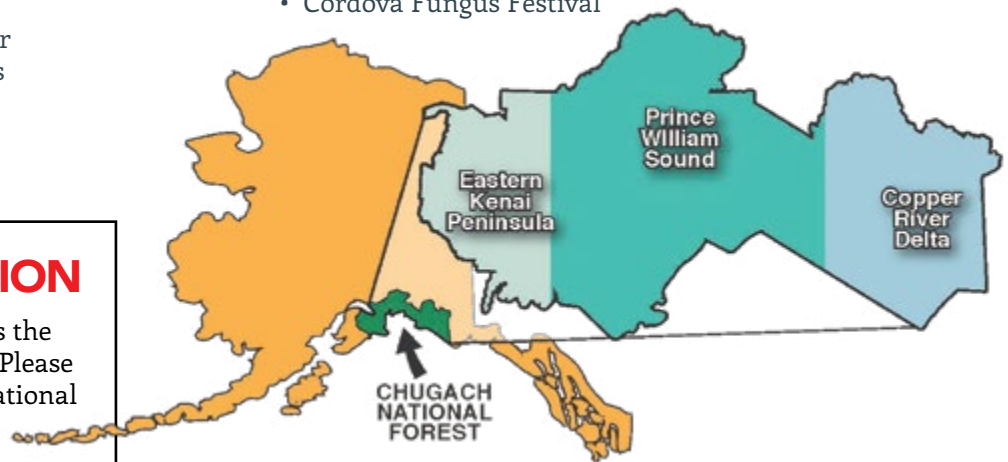 • Cordova Fungus Festival
r
s
ION
s the
Please
ational
Eastern
Kenai
Peninsula
Prince
WIlliam
Sound
Copper
River
Delta
CHUGACH
NATIONAL
FOREST